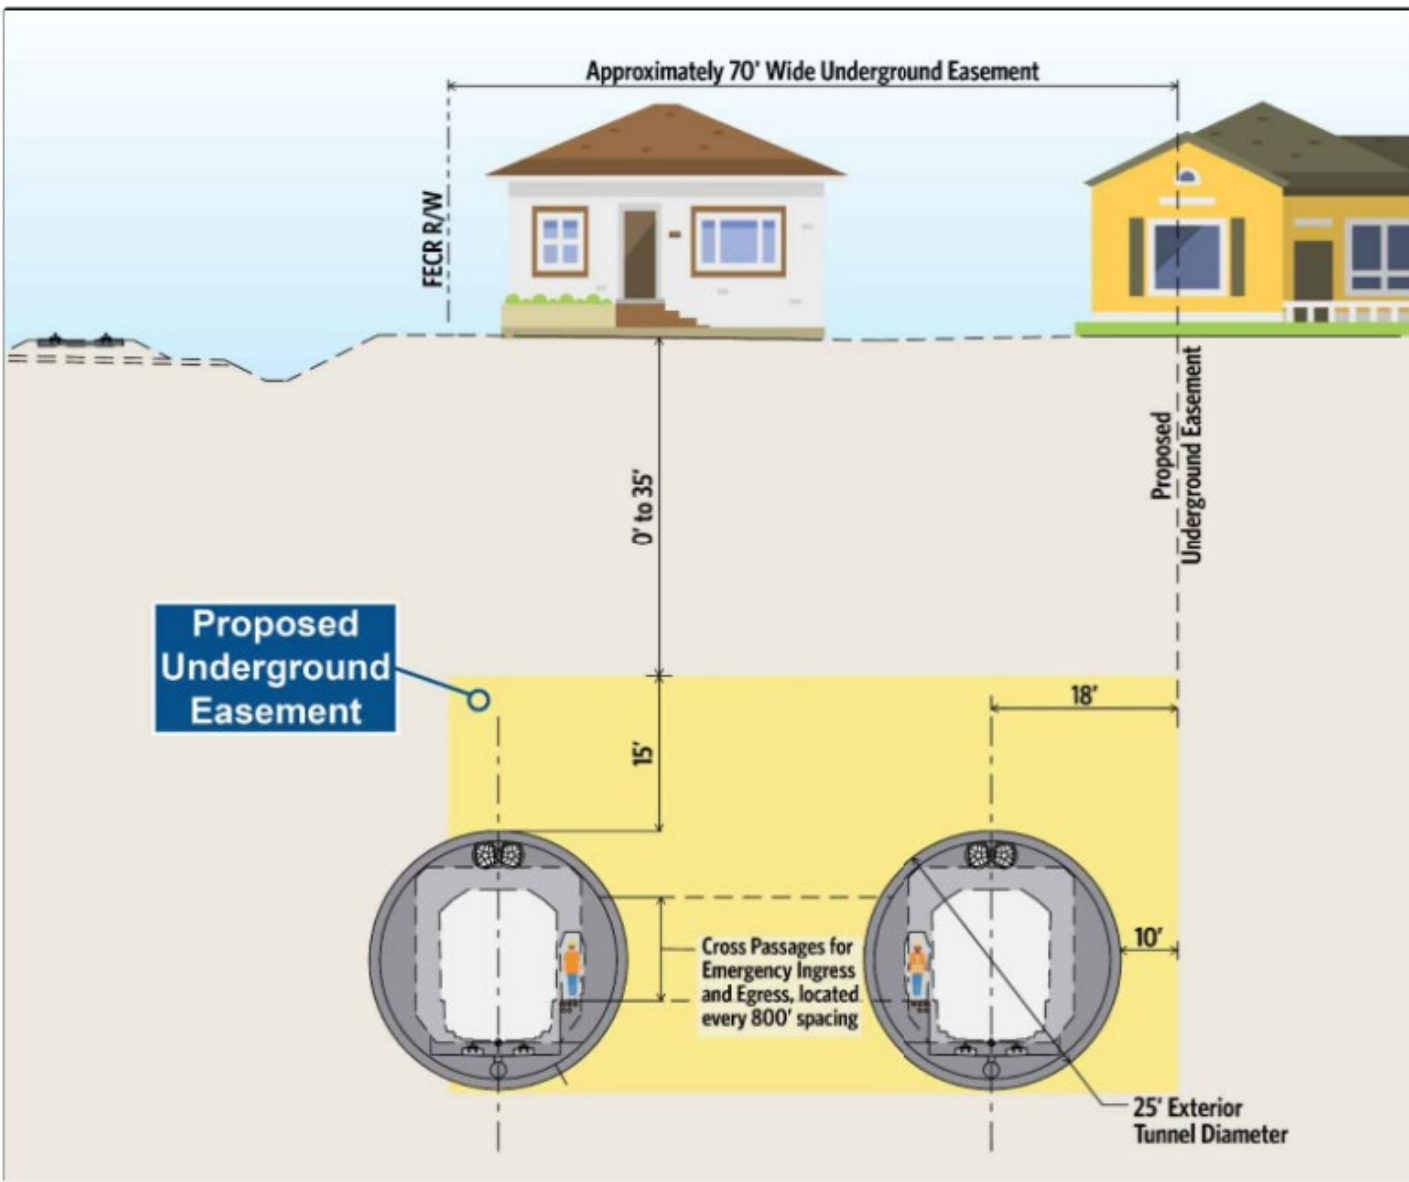 Approximately 70' Wide Underground Easement
FECR R/W
Proposed
Underground Easement
0' to 35'
Proposed
Underground
Easement
18'
15'
10'
Cross Passages for
Emergency Ingress
and Egress, located
every 800' spacing
25' Exterior
Tunnel Diameter